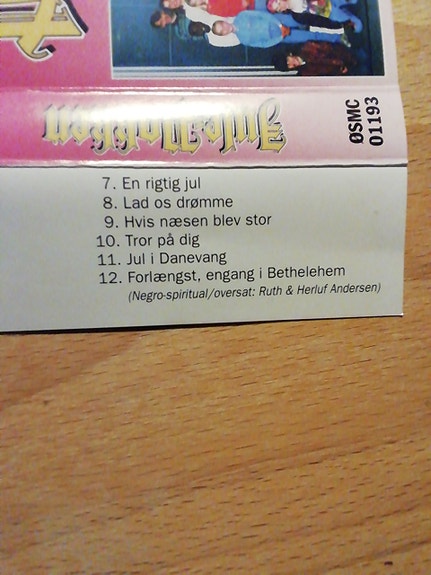 ØSMC
01193
7. En rigtig jul
8. Lad os drømme
9. Hvis næsen blev stor
10. Tror på dig
11. Jul i Danevang
12. Forlængst, engang i Bethelehem
(Negro-spiritual/oversat: Ruth & Herluf Andersen)